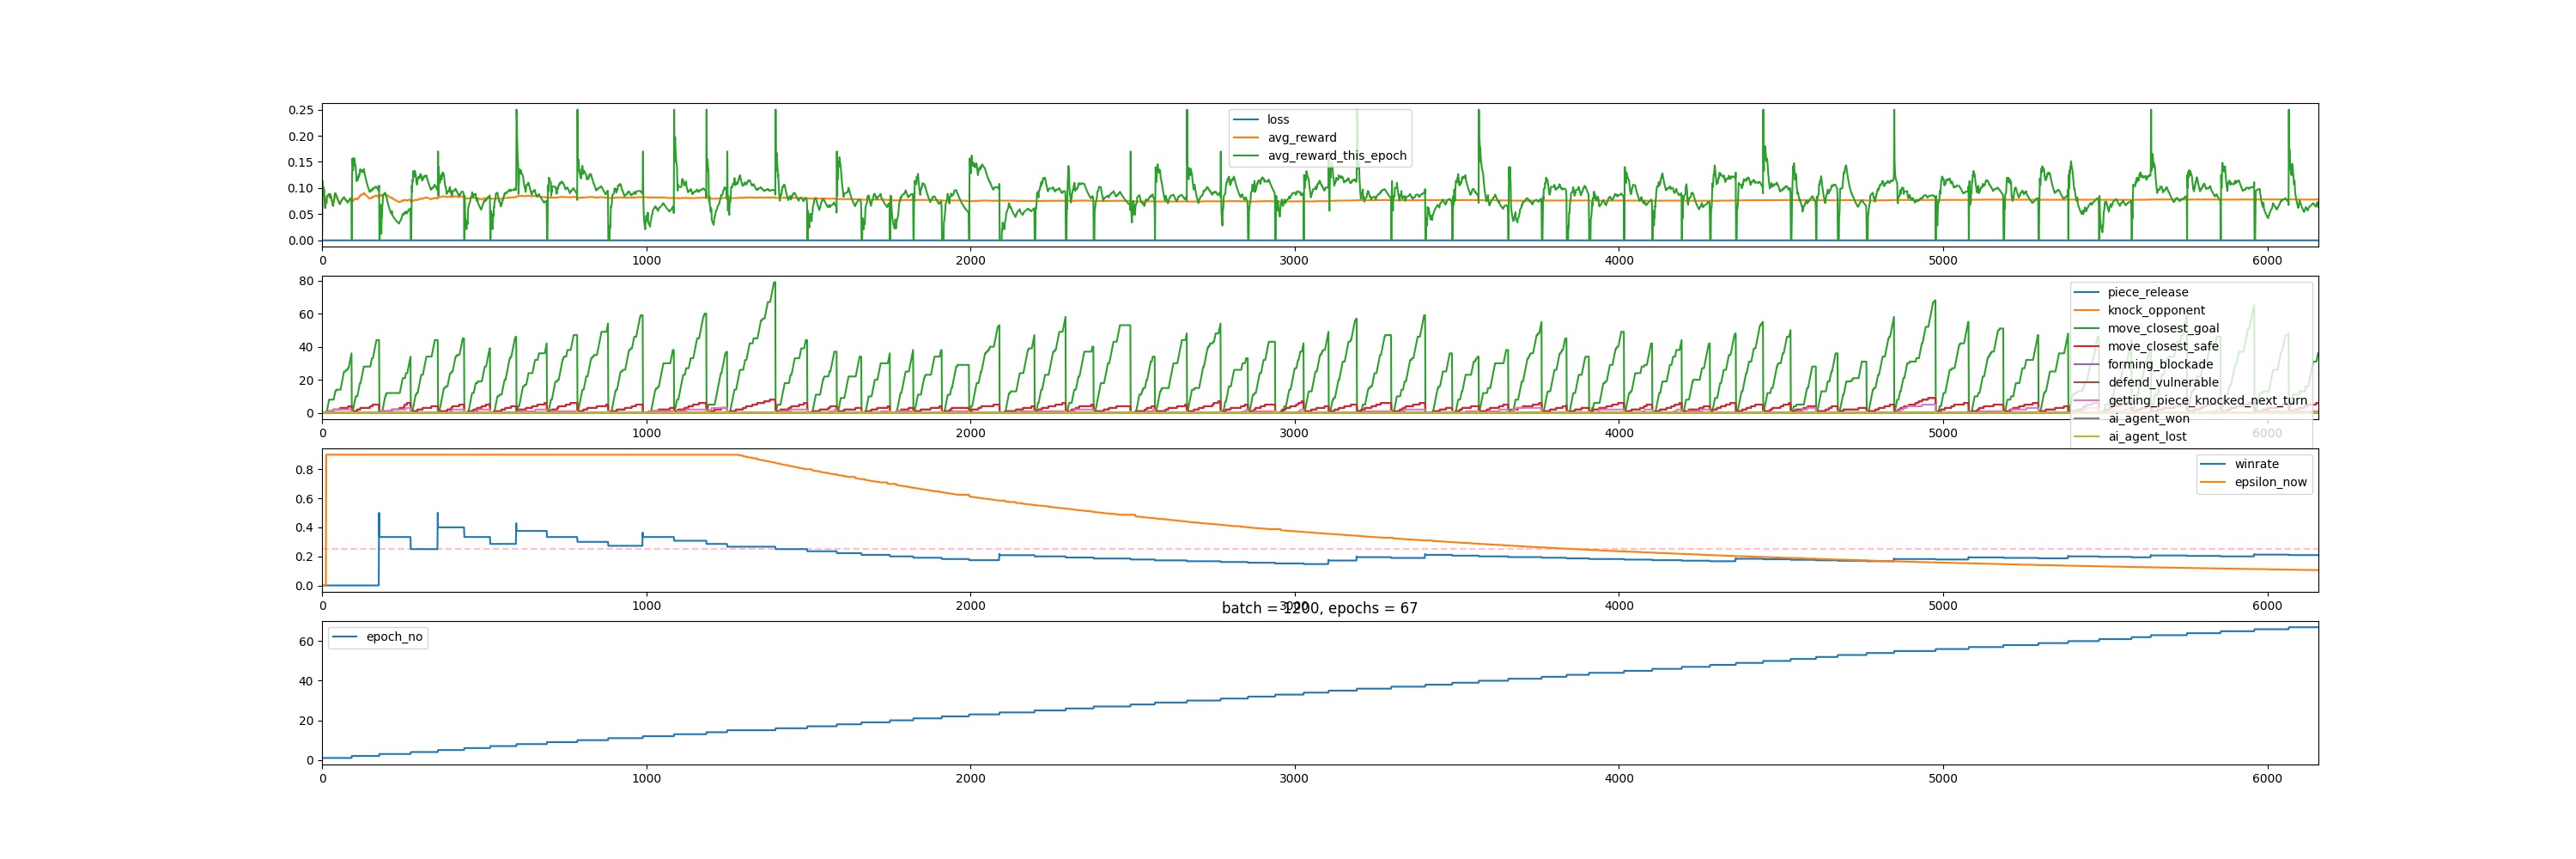 0.25
0.20
0.15
0.10
0.05
0.00
loss
avg_reward
avg_reward_this_epoch
0 1000 2000 3000 4000 5000 6000
80
60
40
20
0
piece_release
knock_opponent
move_closest_goal
move_closest_safe
forming_blockade
defend_vulnerable
getting_piece_knocked_next_turn
ai_agent_won
ai_agent_lost
0 1000 2000 3000 4000 5000 6000
0.8
0.6
0.4
0.2
0.0
winrate
epsilon_now
0 1000 2000 3000 4000 5000 6000
batch = 1200, epochs = 67
60
40
20
0
epoch_no
0 1000 2000 3000 4000 5000 6000